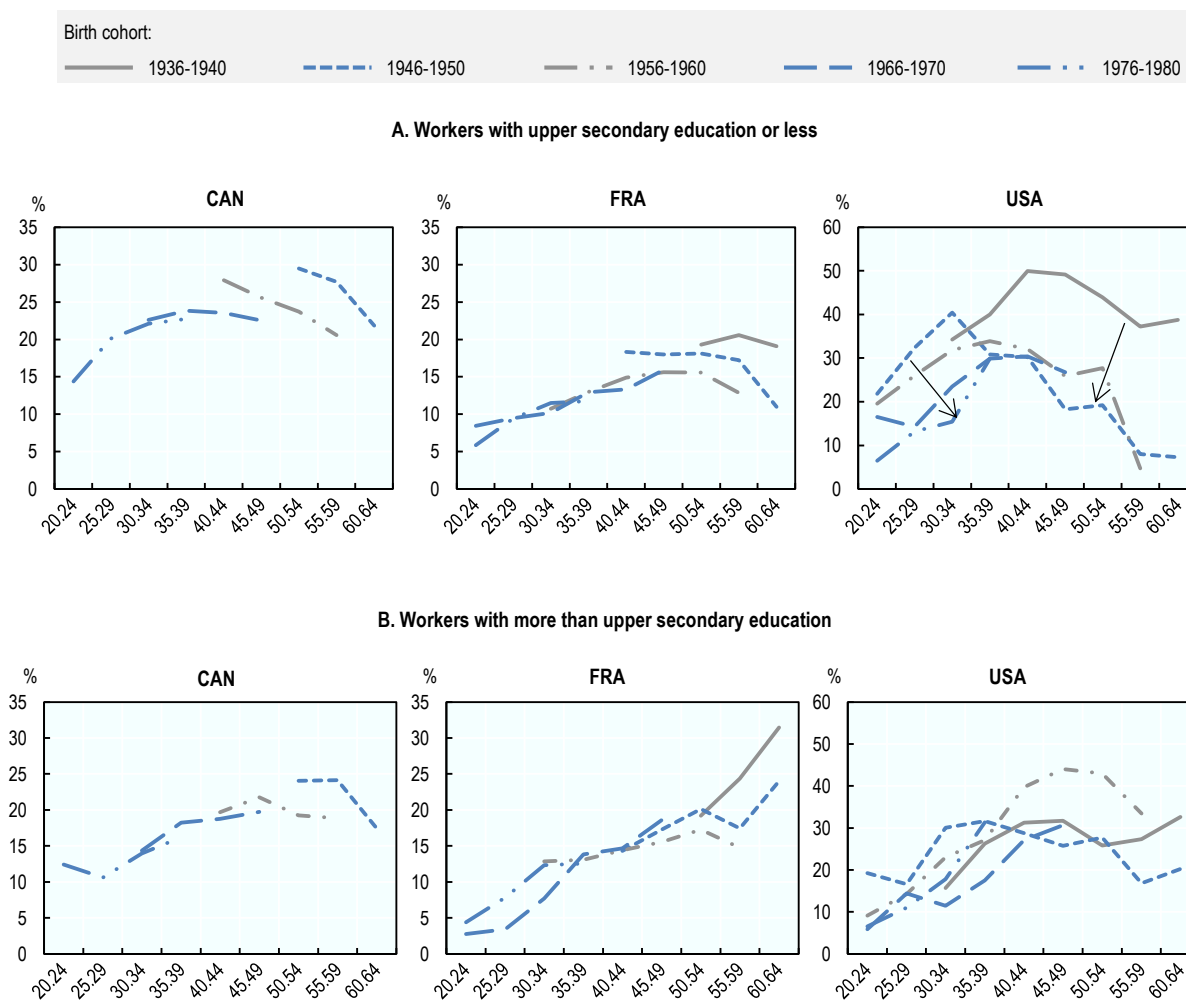 Birth cohort:
1936-1940 1946-1950 1956-1960 1966-1970 1976-1980
A. Workers with upper secondary education or less
CAN FRA USA
% % %
35 35 60
30 30 50
25 25 40
20 20 30
15 15 20
10 10 10
5 5 0
0 0
20.24 25.29 30.34 35.39 40.44 45.49 50.54 55.59 60.64
20.24 25.29 30.34 35.39 40.44 45.49 50.54 55.59 60.64
20.24 25.29 30.34 35.39 40.44 45.49 50.54 55.59 60.64
B. Workers with more than upper secondary education
CAN FRA USA
% % %
35 35 60
30 30 50
25 25 40
20 20 30
15 15 20
10 10 10
5 5 0
0 0
20.24 25.29 30.34 35.39 40.44 45.49 50.54 55.59 60.64
20.24 25.29 30.34 35.39 40.44 45.49 50.54 55.59 60.64
20.24 25.29 30.34 35.39 40.44 45.49 50.54 55.59 60.64